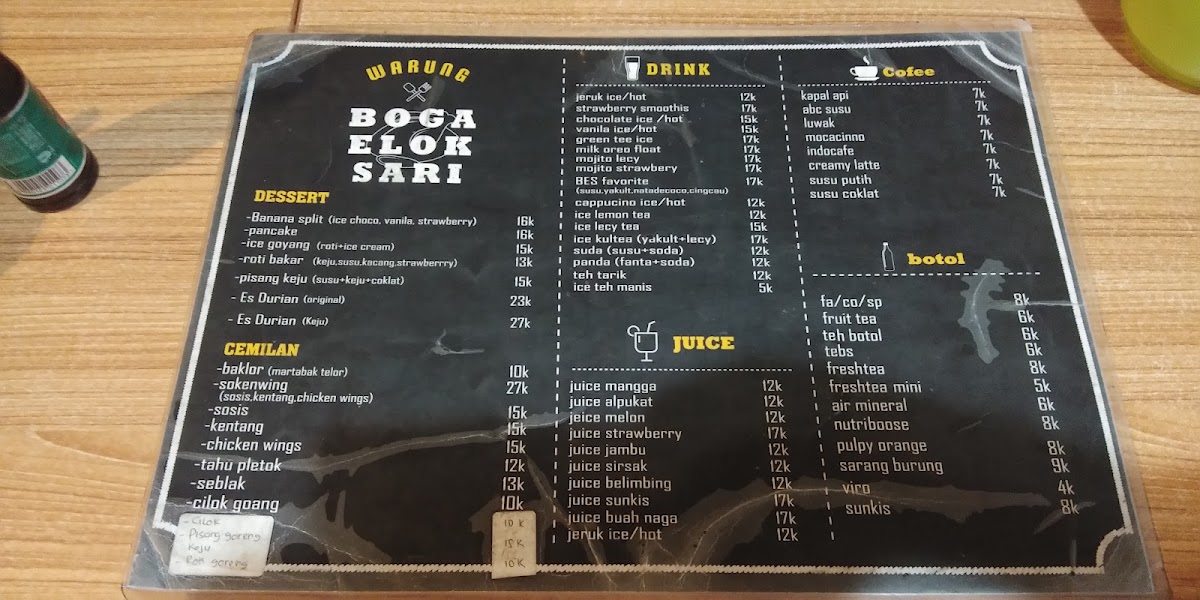 WARUNG
BOGA
ELOK
SARI
DESSERT
-Banana split (ice choco, vanila, strawberry) 16k
-pancake 16k
-ice goyang (roti+ice cream) 15k
-roti bakar (keju,susu,kacang,strawberrry) 13k
-pisang keju (susu+keju+coklat) 15k
- Es Durian (original) 23k
- Es Durian (Keju) 27k
CEMILAN
-baklor (martabak telor) 10k
-sokenwing 27k
(sosis,kentang,chicken wings)
-sosis 15k
-kentang 15k
-chicken wings 15k
-tahu pletok 12k
-seblak 13k
-cilok goang 10k
- Cilok 10 K
- Pisang goreng
Keju 15 K
- Roti goreng 10 K
DRINK
jeruk ice/hot 12k
strawberry smoothis 17k
chocolate ice /hot 15k
vanila ice/hot 15k
green tee ice 17k
milk oreo float 17k
mojito lecy 17k
mojito strawbery 17k
BES favorite 17k
(susu,yakult,natadecoco,cingcau)
cappucino ice/hot 12k
ice lemon tea 12k
ice lecy tea 15k
ice kultea (yakult+lecy) 17k
suda (susu+soda) 12k
panda (fanta+soda) 12k
teh tarik 12k
ice teh manis 5k
JUICE
juice mangga 12k
juice alpukat 12k
jeice melon 12k
juice strawberry 17k
juice jambu 12k
juice sirsak 12k
juice belimbing 12k
juice sunkis 17k
juice buah naga 17k
jeruk ice/hot 12k
Cofee
kapal api 7k
abc susu 7k
luwak 7k
mocacinno 7k
indocafe 7k
creamy latte 7k
susu putih 7k
susu coklat 7k
botol
fa/co/sp 8k
fruit tea 6k
teh botol 6k
tebs 6k
freshtea 8k
freshtea mini 5k
air mineral 6k
nutriboose 8k
pulpy orange 8k
sarang burung 9k
viro 4k
sunkis 8k